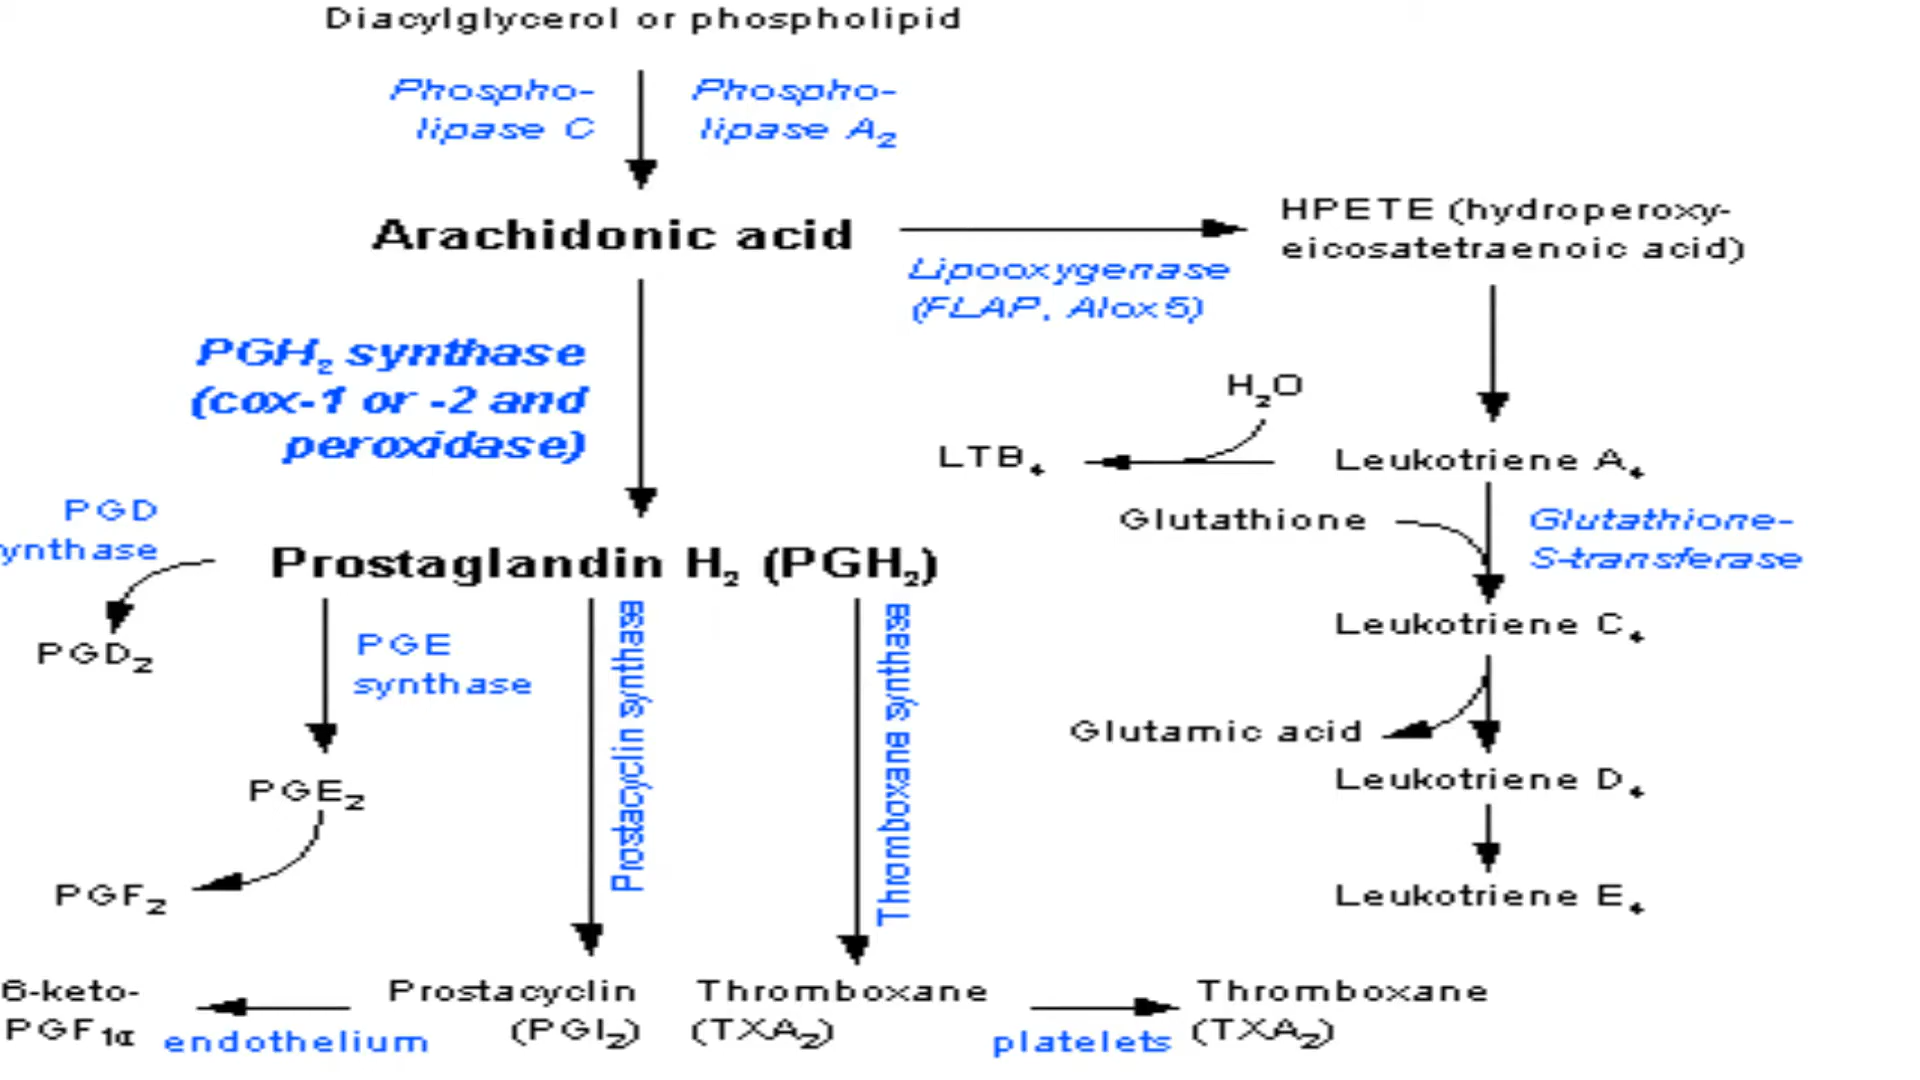 Diacylglycerol or phospholipid
Phospho-
lipase C
Phospho-
lipase A2
Arachidonic acid
HPETE (hydroperoxy-
eicosatetraenoic acid)
Lipooxygenase
(FLAP, Alox5)
PGH2 synthase
(cox-1 or -2 and
peroxidase)
H2O
LTB4
Leukotriene A4
Glutathione
Glutathione-
S-transferase
PGD
ynthase
Prostaglandin H2 (PGH2)
PGD2
PGE
synthase
Prostacyclin synthase
Thromboxane synthase
Leukotriene C4
Glutamic acid
Leukotriene D4
PGE2
PGF2
Leukotriene E4
6-keto-
PGF1α
endothelium
Prostacyclin
(PGI2)
Thromboxane
(TXA2)
platelets
Thromboxane
(TXA2)